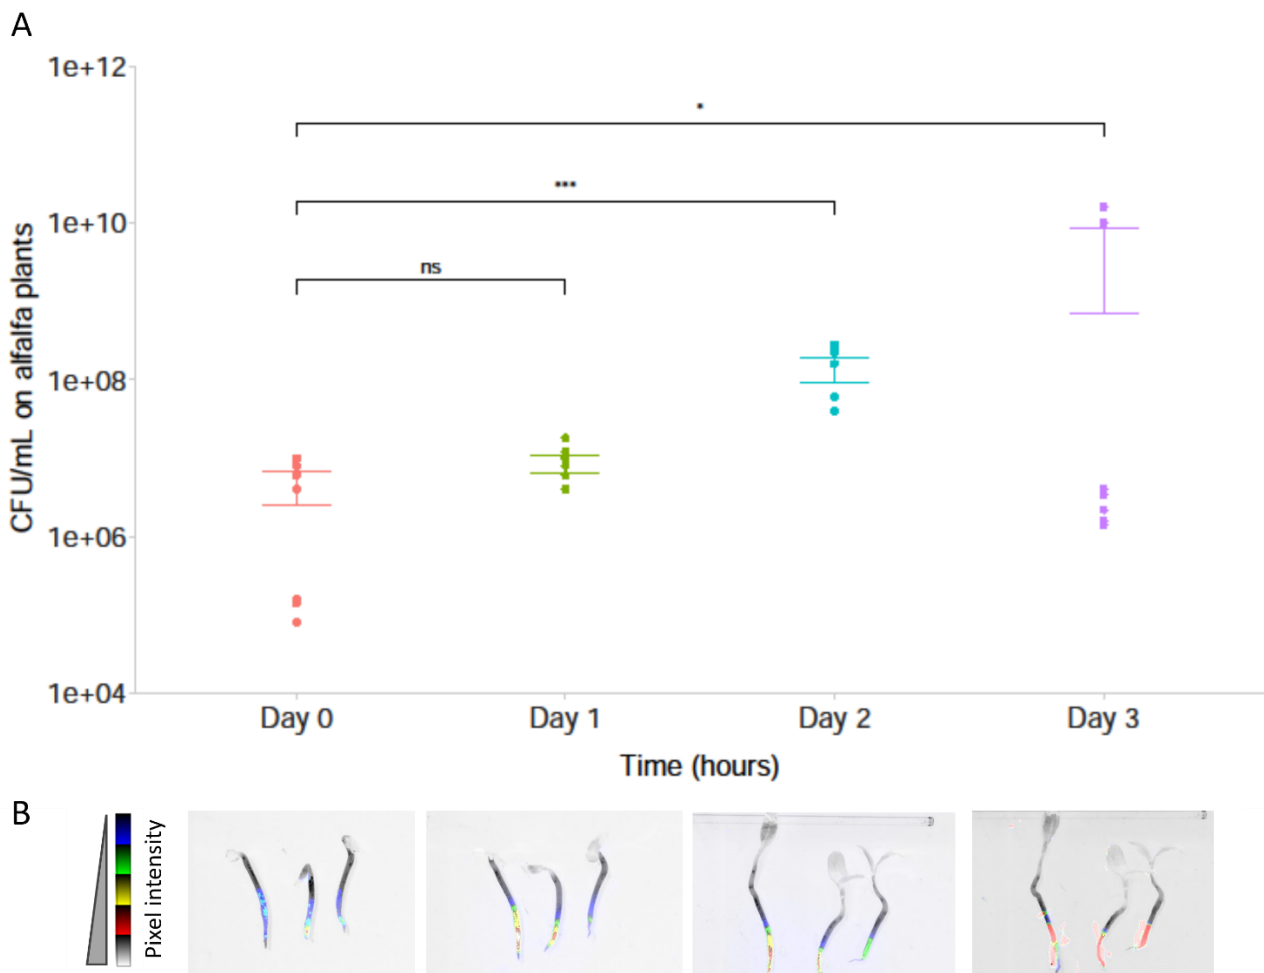 A
1e+12
1e+10
1e+08
1e+06
1e+04
CFU/mL on alfalfa plants
*
***
ns
Day 0 Day 1 Day 2 Day 3
Time (hours)
B
Pixel intensity